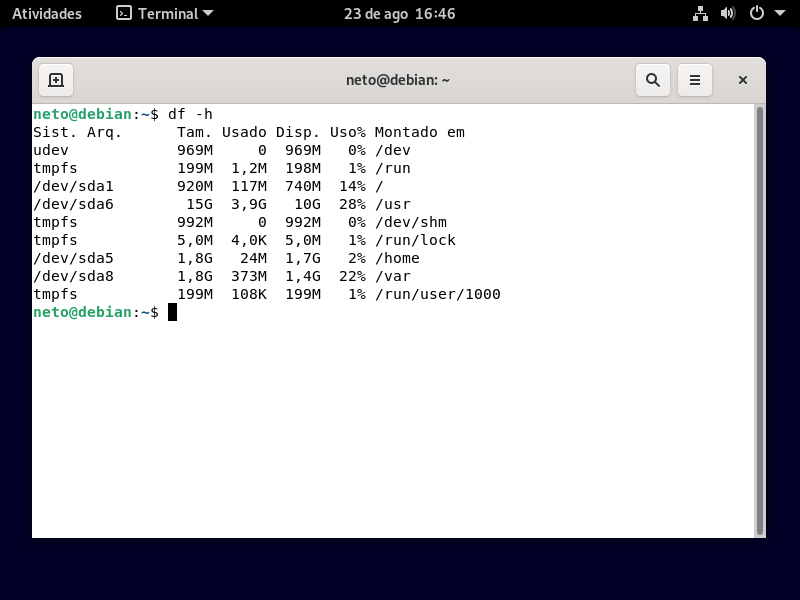 Atividades Terminal 23 de ago 16:46
neto@debian: ~
neto@debian:~$ df -h
Sist. Arq.      Tam. Usado Disp. Uso% Montado em
udev            969M     0  969M   0% /dev
tmpfs           199M  1,2M  198M   1% /run
/dev/sda1       920M  117M  740M  14% /
/dev/sda6        15G  3,9G   10G  28% /usr
tmpfs           992M     0  992M   0% /dev/shm
tmpfs           5,0M  4,0K  5,0M   1% /run/lock
/dev/sda5       1,8G   24M  1,7G   2% /home
/dev/sda8       1,8G  373M  1,4G  22% /var
tmpfs           199M  108K  199M   1% /run/user/1000
neto@debian:~$